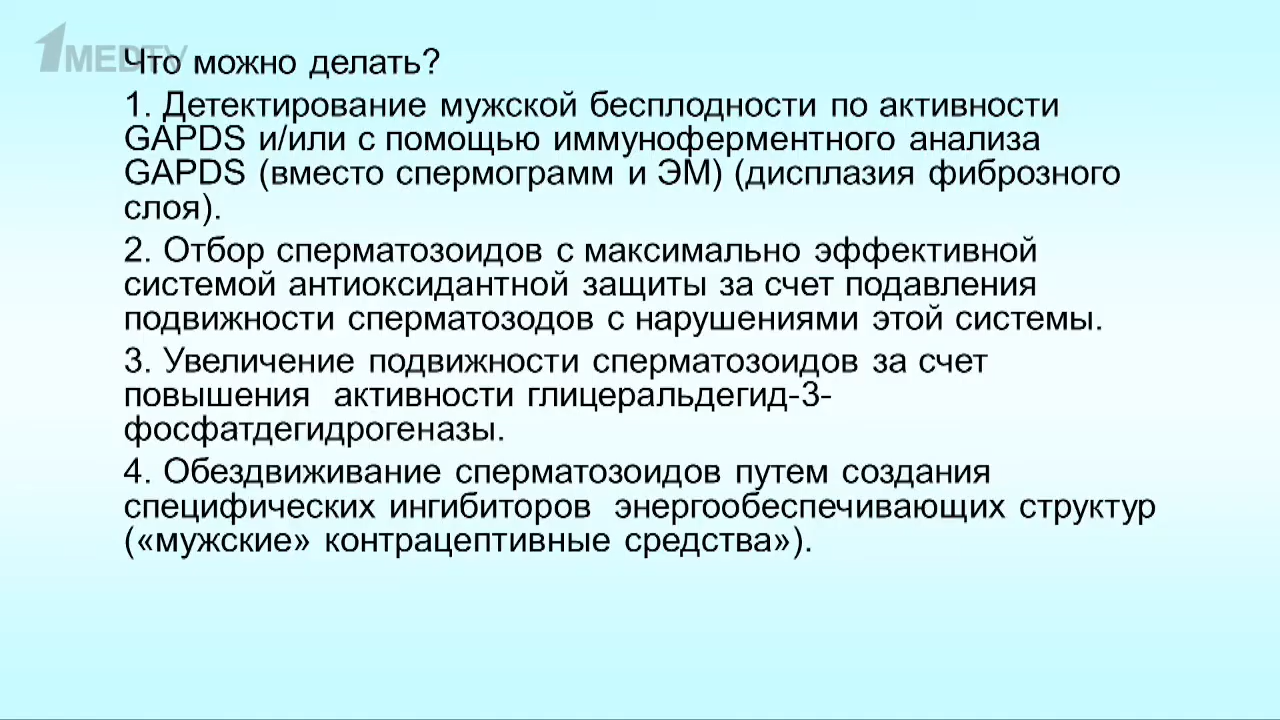 1MEDTV
Что можно делать?
1. Детектирование мужской бесплодности по активности
GAPDS и/или с помощью иммуноферментного анализа
GAPDS (вместо спермограмм и ЭМ) (дисплазия фиброзного
слоя).
2. Отбор сперматозоидов с максимально эффективной
системой антиоксидантной защиты за счет подавления
подвижности сперматозодов с нарушениями этой системы.
3. Увеличение подвижности сперматозоидов за счет
повышения активности глицеральдегид-3-
фосфатдегидрогеназы.
4. Обездвиживание сперматозоидов путем создания
специфических ингибиторов энергообеспечивающих структур
(«мужские» контрацептивные средства»).